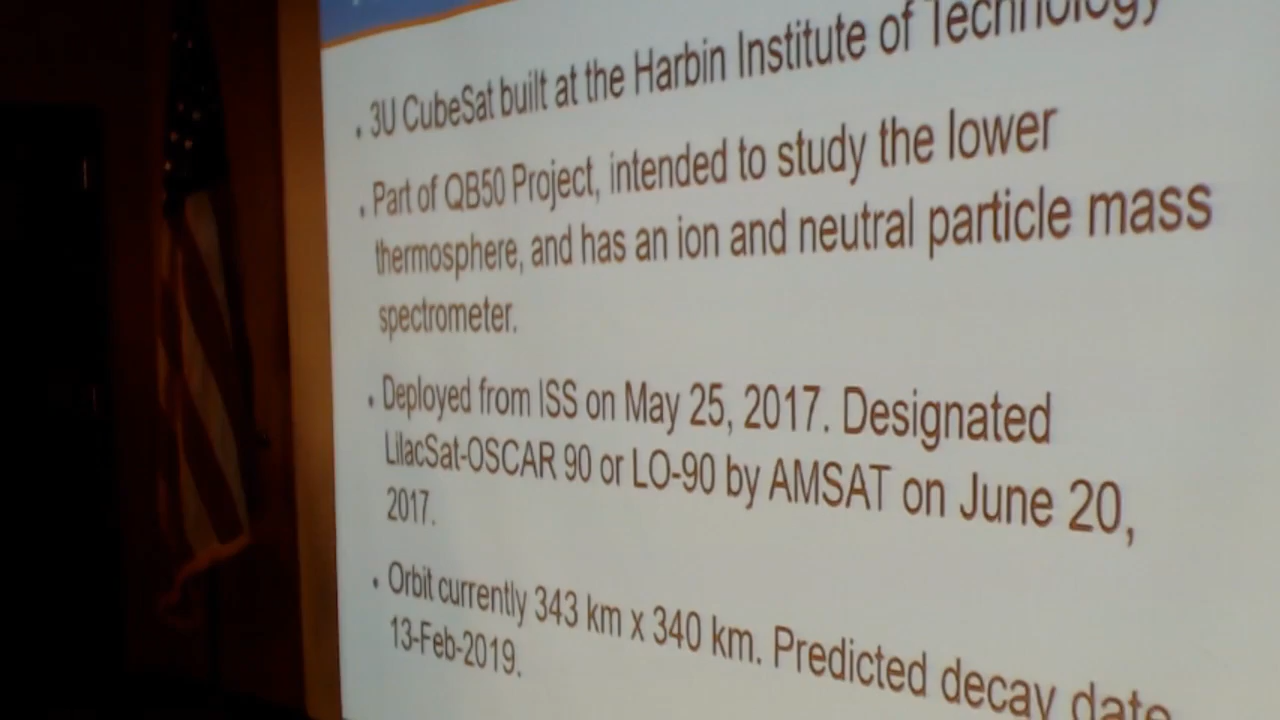 . 3U CubeSat built at the Harbin Institute of Technology
. Part of QB50 Project, intended to study the lower
thermosphere, and has an ion and neutral particle mass
spectrometer.
. Deployed from ISS on May 25, 2017. Designated
LilacSat-OSCAR 90 or LO-90 by AMSAT on June 20,
2017.
. Orbit currently 343 km x 340 km. Predicted decay date
13-Feb-2019.